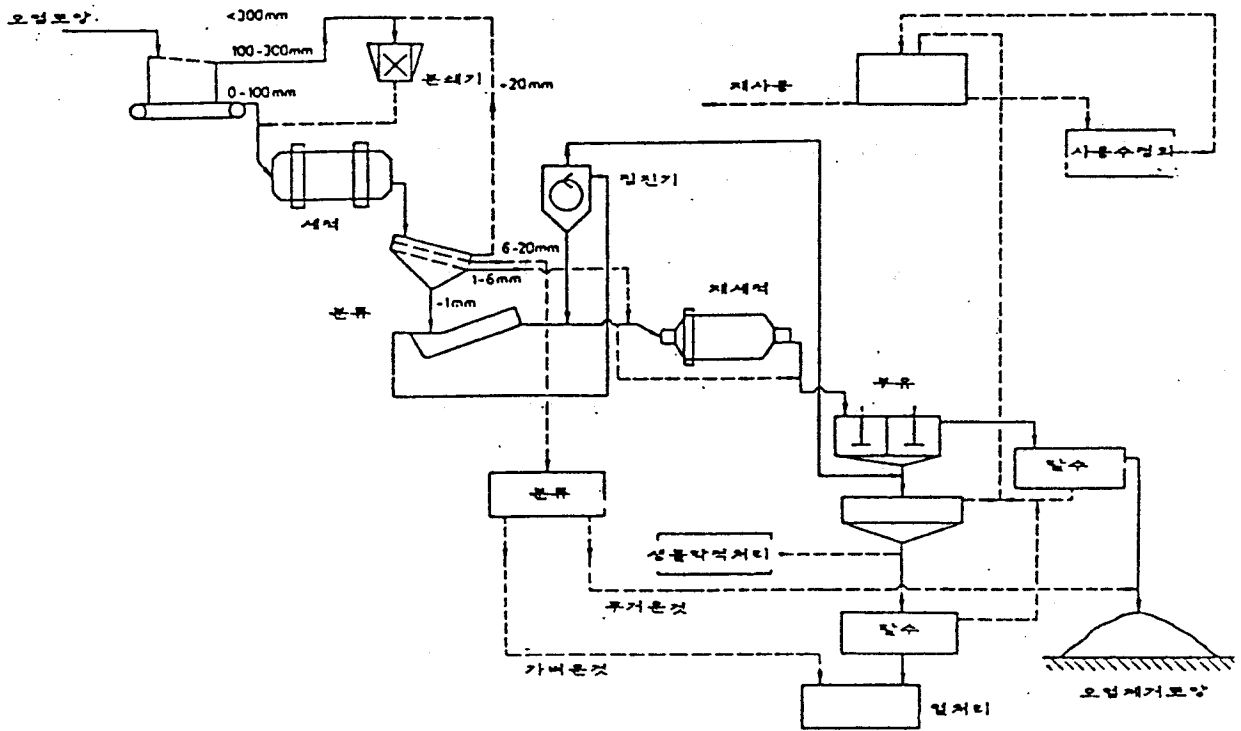 오염토양
<300mm
100-300mm
0-100mm
분쇄기
-20mm
재사용
사용수정화
세척
집진기
6-20mm
1-6mm
-1mm
분류
재세척
부유
탈수
분류
생물학적처리
무거운것
탈수
가벼운것
열처리
오염제거토양